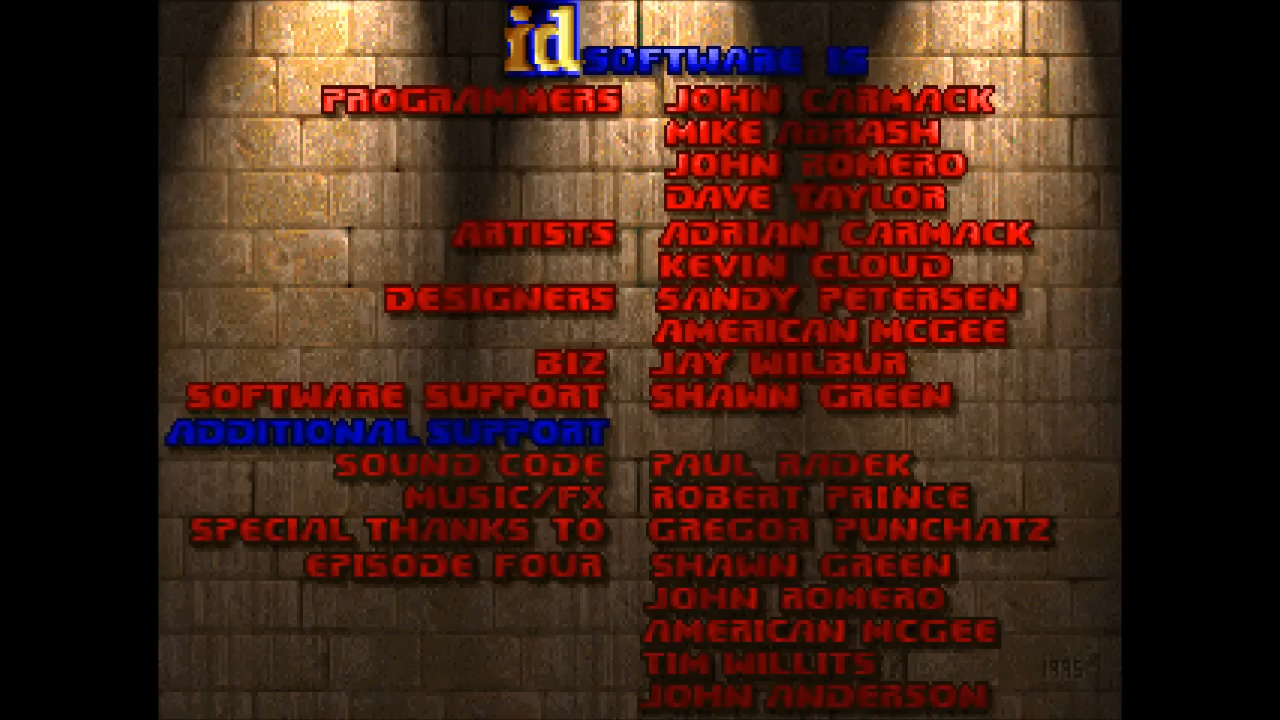 id SOFTWARE IS
PROGRAMMERS JOHN CARMACK
MIKE ABRASH
JOHN ROMERO
DAVE TAYLOR
ARTISTS ADRIAN CARMACK
KEVIN CLOUD
DESIGNERS SANDY PETERSEN
AMERICAN MCGEE
BIZ JAY WILBUR
SOFTWARE SUPPORT SHAWN GREEN
ADDITIONAL SUPPORT
SOUND CODE PAUL RADEK
MUSIC/FX ROBERT PRINCE
SPECIAL THANKS TO GREGOR PUNCHATZ
EPISODE FOUR SHAWN GREEN
JOHN ROMERO
AMERICAN MCGEE
TIM WILLITS
JOHN ANDERSON
1995